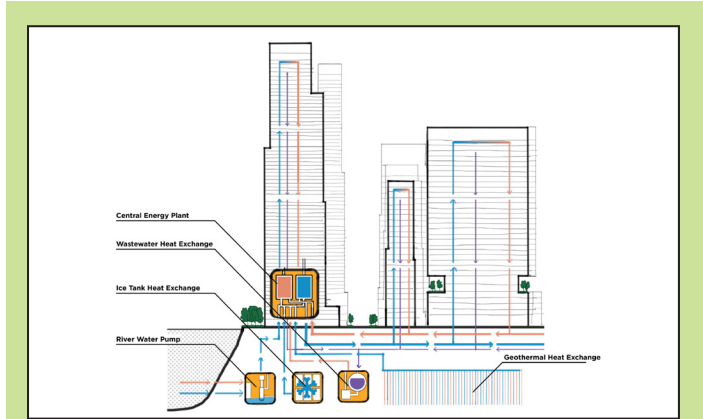 Central Energy Plant
Wastewater Heat Exchange
Ice Tank Heat Exchange
River Water Pump
Geothermal Heat Exchange